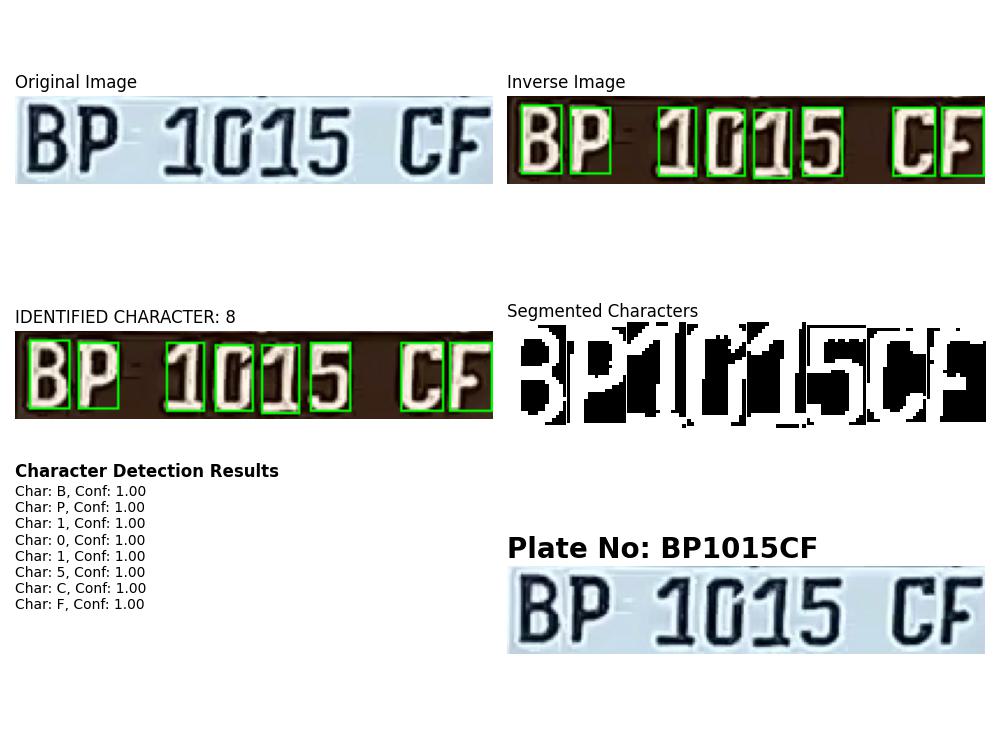 Original Image
BP 1015 CF
Inverse Image
BP 1015 CF
IDENTIFIED CHARACTER: 8
BP 1015 CF
Segmented Characters
BP1015CF
Character Detection Results
Char: B, Conf: 1.00
Char: P, Conf: 1.00
Char: 1, Conf: 1.00
Char: 0, Conf: 1.00
Char: 1, Conf: 1.00
Char: 5, Conf: 1.00
Char: C, Conf: 1.00
Char: F, Conf: 1.00
Plate No: BP1015CF
BP 1015 CF